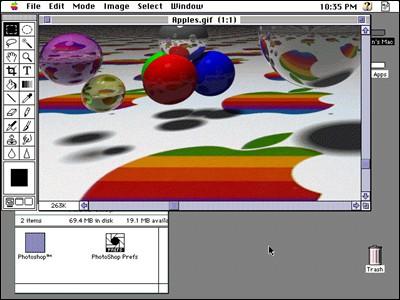 File Edit Mode Image Select Window 10:35 PM
Apples.gif (1:1)
n's Mac
Apps
263K
2 items 69.4 MB in disk 19.1 MB availa
Photoshop™
PhotoShop Prefs
PREFS
Trash